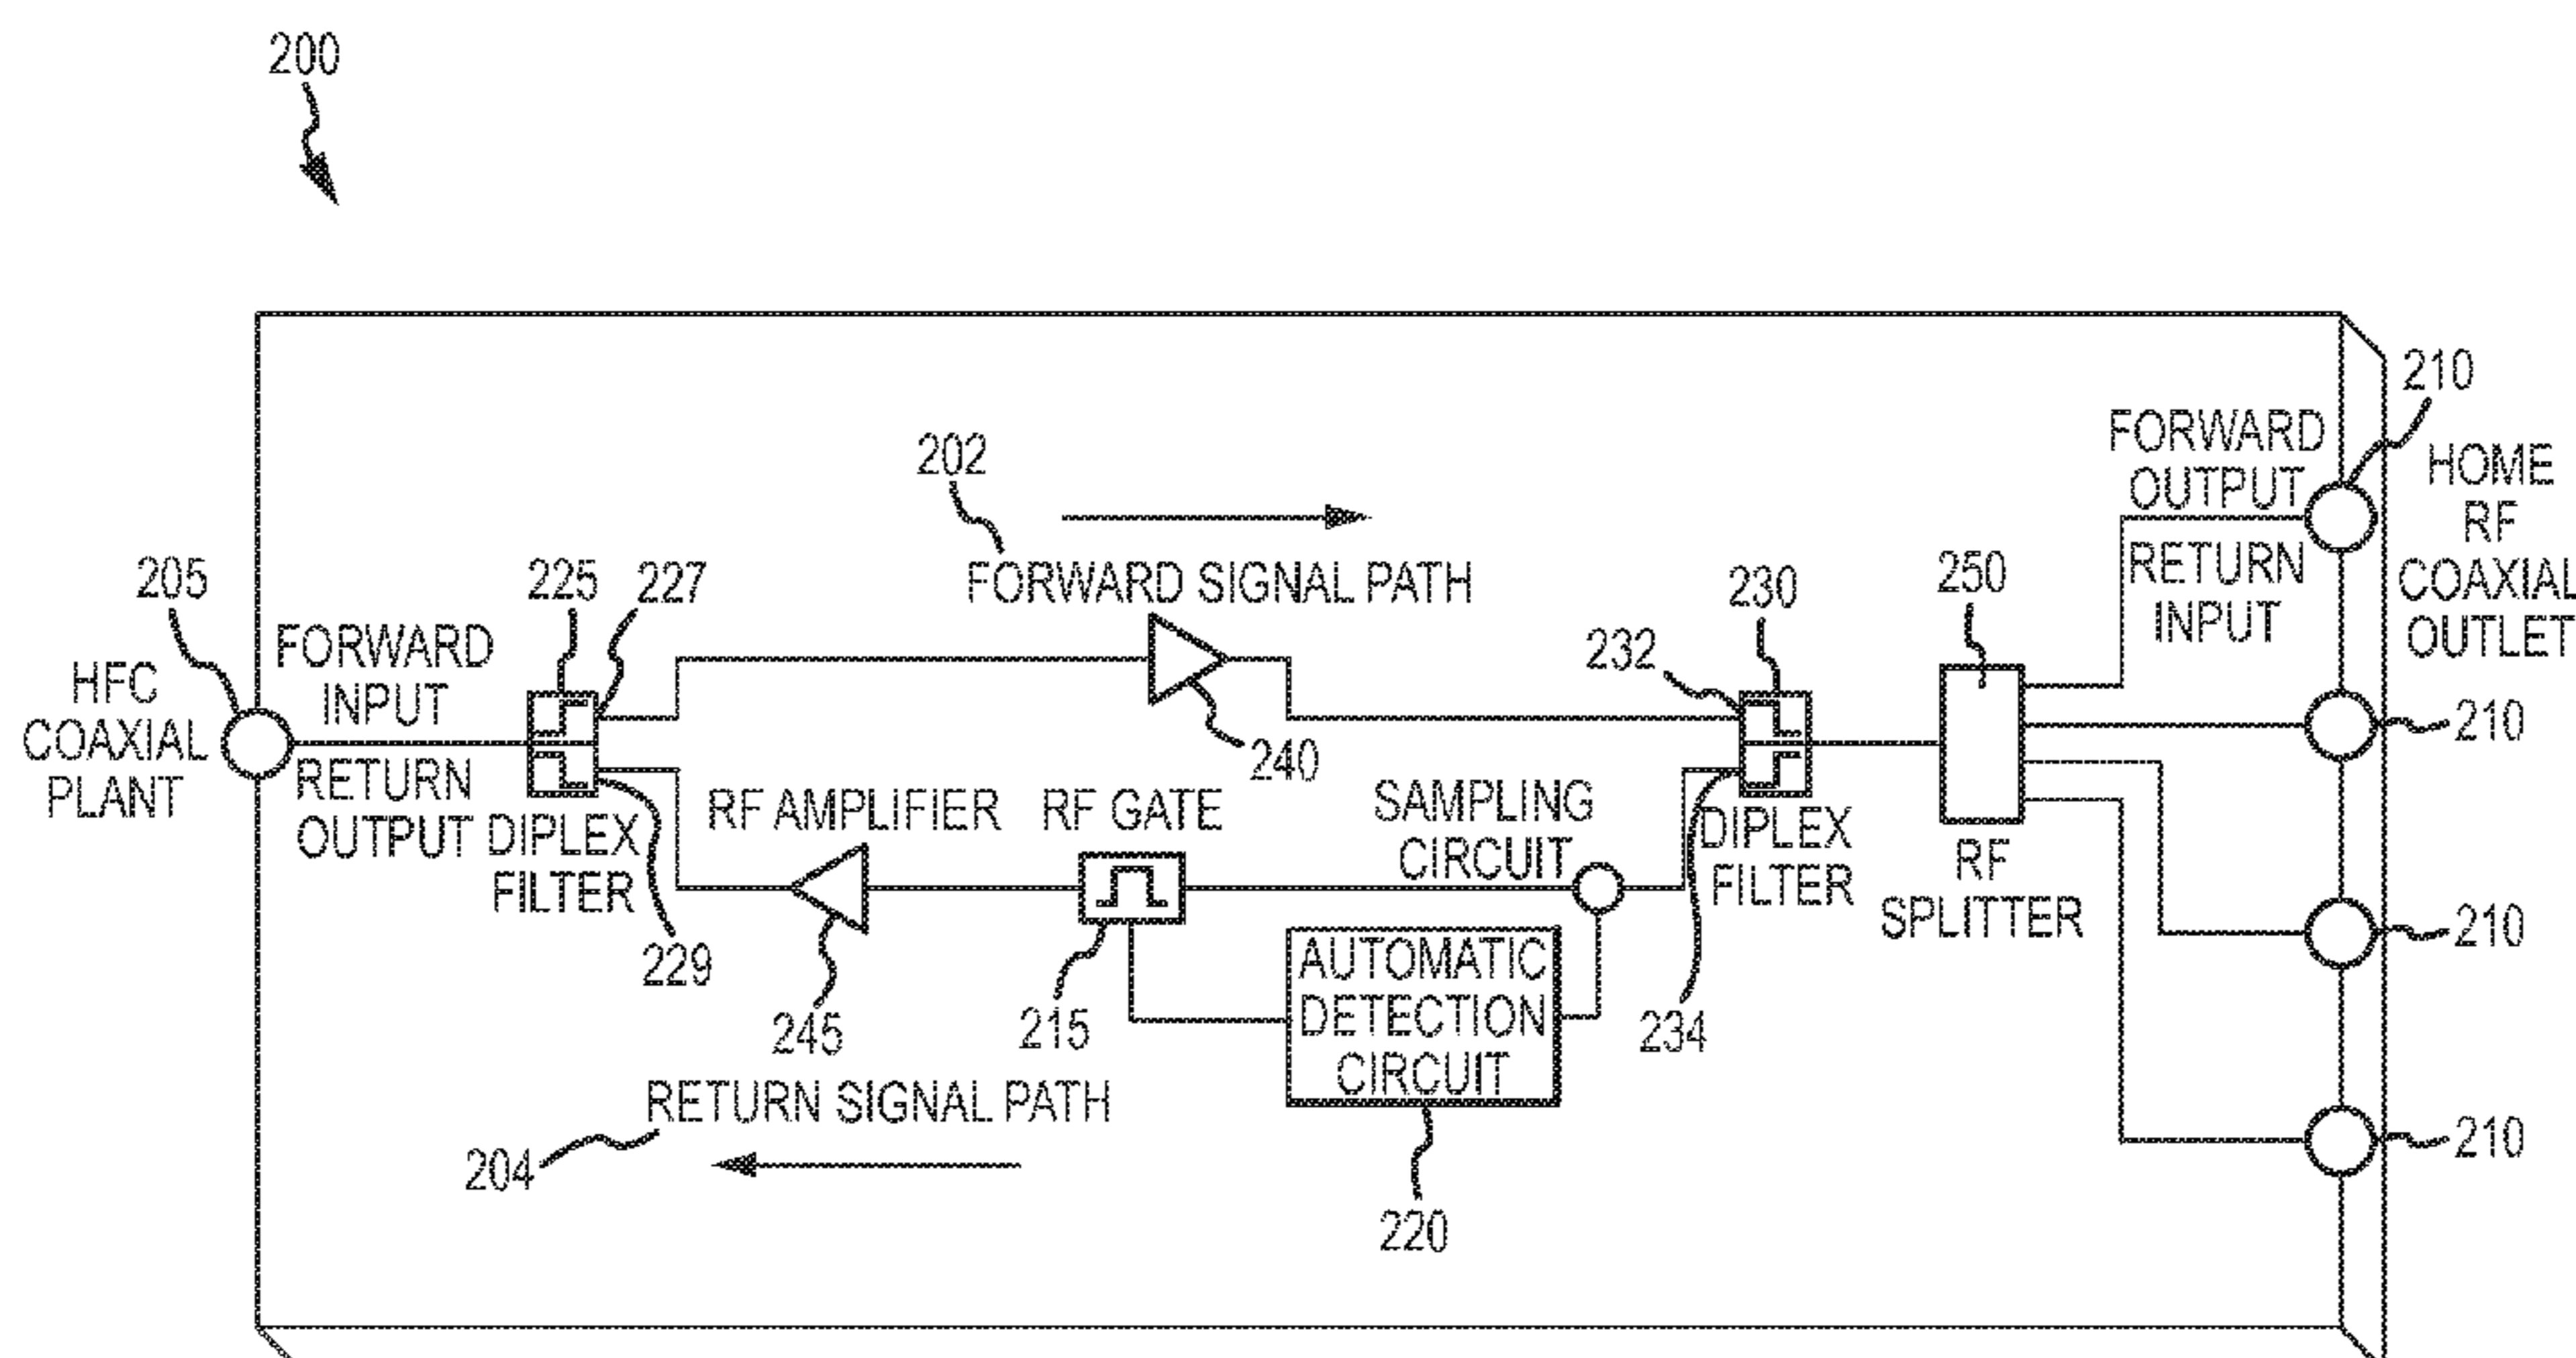 200
210
FORWARD
OUTPUT
HOME
RF
COAXIAL
OUTLET
RETURN
INPUT
202
FORWARD SIGNAL PATH
205
225
227
230
250
232
FORWARD
INPUT
HFC
COAXIAL
PLANT
RETURN
OUTPUT
DIPLEX
FILTER
240
210
RF AMPLIFIER
RF GATE
SAMPLING
CIRCUIT
DIPLEX
FILTER
RF
SPLITTER
229
245
215
AUTOMATIC
DETECTION
CIRCUIT
234
210
RETURN SIGNAL PATH
204
220
210